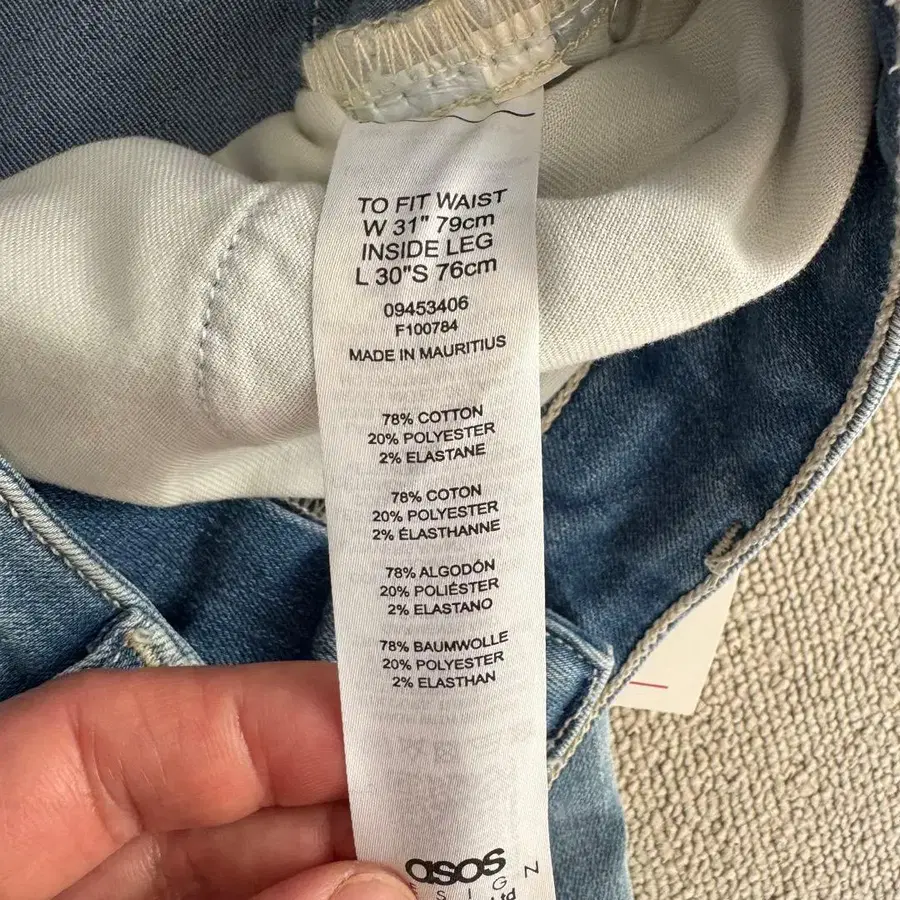 TO FIT WAIST
W 31" 79cm
INSIDE LEG
L 30"S 76cm
09453406
F100784
MADE IN MAURITIUS
78% COTTON
20% POLYESTER
2% ELASTANE
78% COTON
20% POLYESTER
2% ÉLASTHANNE
78% ALGODÓN
20% POLIÉSTER
2% ELASTANO
78% BAUMWOLLE
20% POLYESTER
2% ELASTHAN
asos